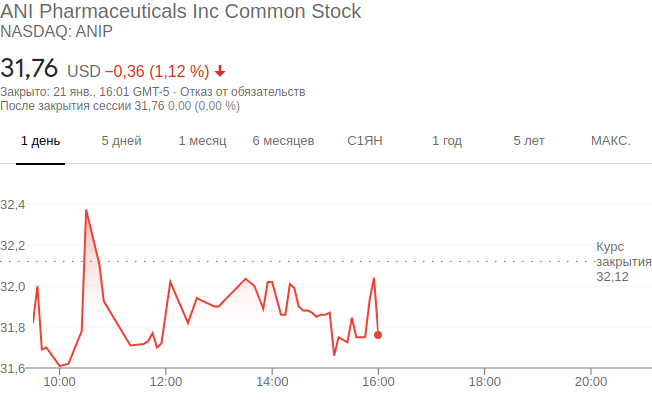 ANI Pharmaceuticals Inc Common Stock
NASDAQ: ANIP
31,76 USD −0,36 (1,12 %)
Закрыто: 21 янв., 16:01 GMT-5 · Отказ от обязательств
После закрытия сессии 31,76 0,00 (0,00 %)
1 день 5 дней 1 месяц 6 месяцев С1ЯН 1 год 5 лет МАКС.
32,4
32,2
Курс
закрытия
32,12
32,0
31,8
31,6
10:00 12:00 14:00 16:00 18:00 20:00